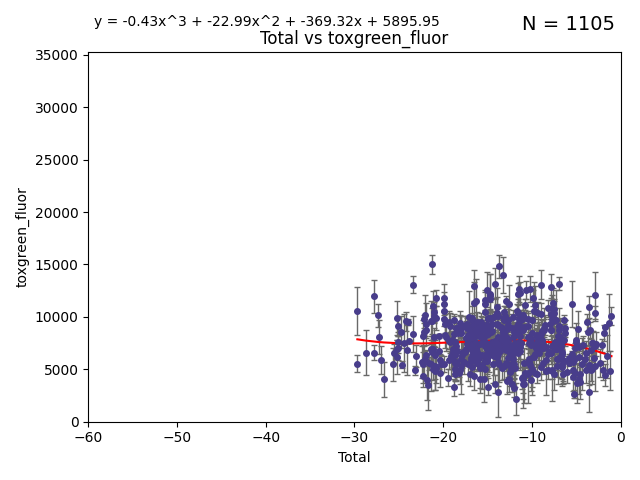 y = -0.43x^3 + -22.99x^2 + -369.32x + 5895.95
N = 1105
Total vs toxgreen_fluor
35000
30000
25000
20000
15000
10000
5000
0
toxgreen_fluor
−60 −50 −40 −30 −20 −10 0
Total